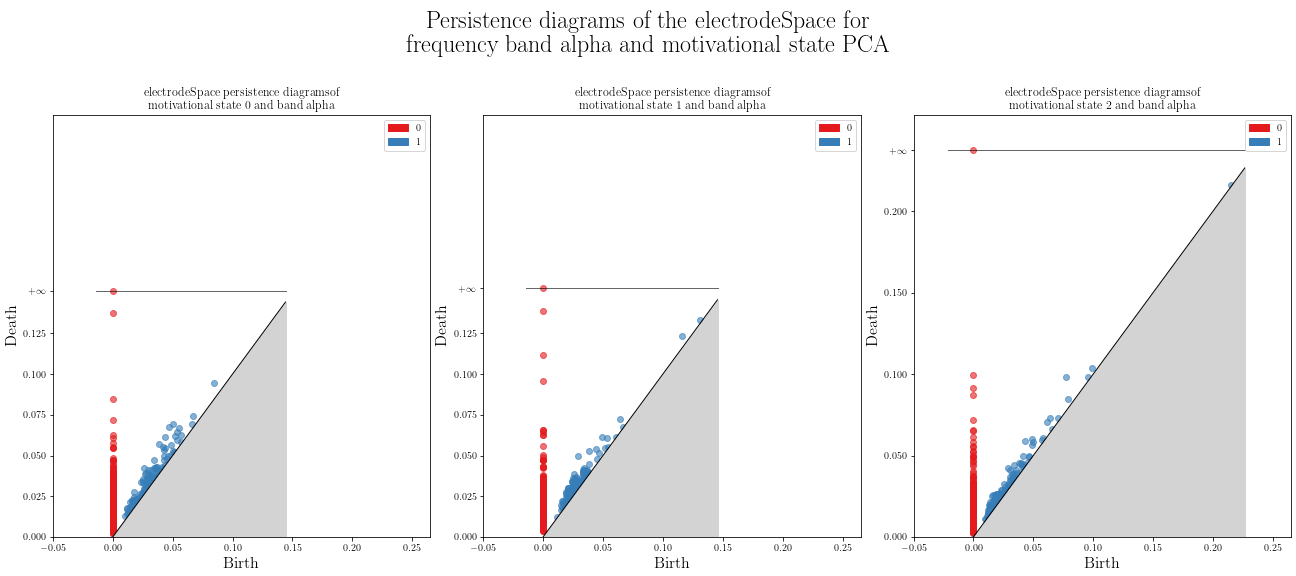 Persistence diagrams of the electrodeSpace for
frequency band alpha and motivational state PCA
electrodeSpace persistence diagramsof
motivational state 0 and band alpha
0
1
+∞
0.125
0.100
0.075
0.050
0.025
0.000
Death
−0.05 0.00 0.05 0.10 0.15 0.20 0.25
Birth
electrodeSpace persistence diagramsof
motivational state 1 and band alpha
0
1
+∞
0.125
0.100
0.075
0.050
0.025
0.000
Death
−0.05 0.00 0.05 0.10 0.15 0.20 0.25
Birth
electrodeSpace persistence diagramsof
motivational state 2 and band alpha
0
1
+∞
0.200
0.150
0.100
0.050
0.000
Death
−0.05 0.00 0.05 0.10 0.15 0.20 0.25
Birth